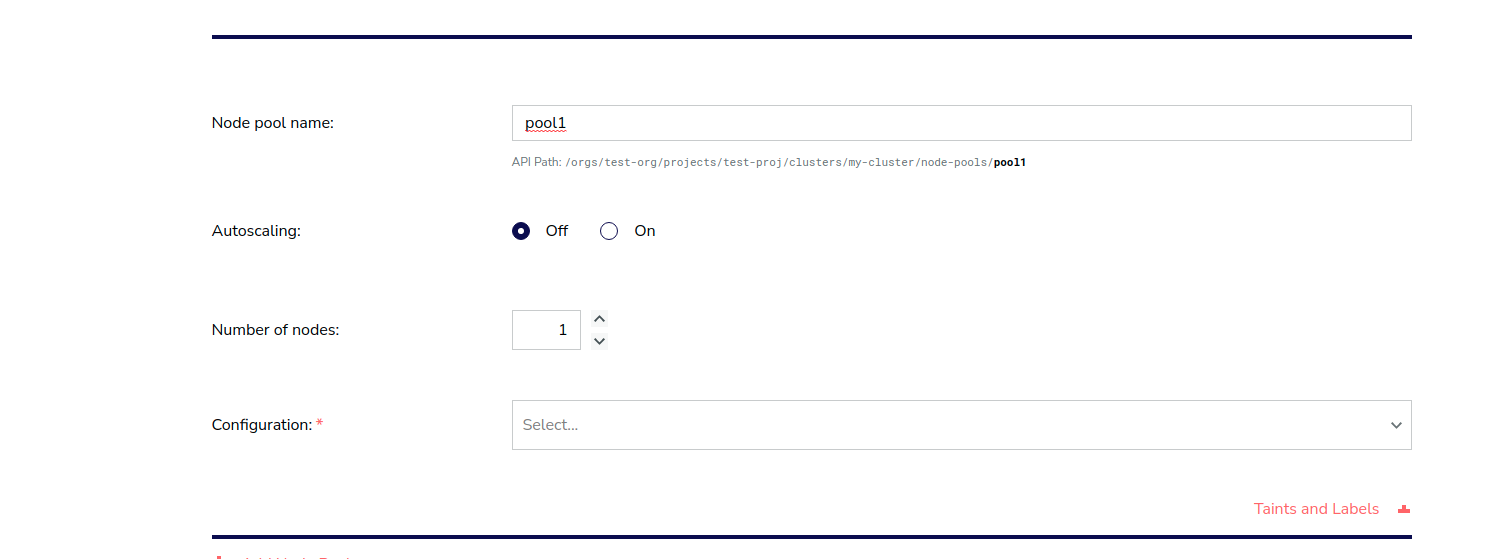 Node pool name:
pool1
API Path: /orgs/test-org/projects/test-proj/clusters/my-cluster/node-pools/pool1
Autoscaling:
Off
On
Number of nodes:
1
Configuration: *
Select...
Taints and Labels